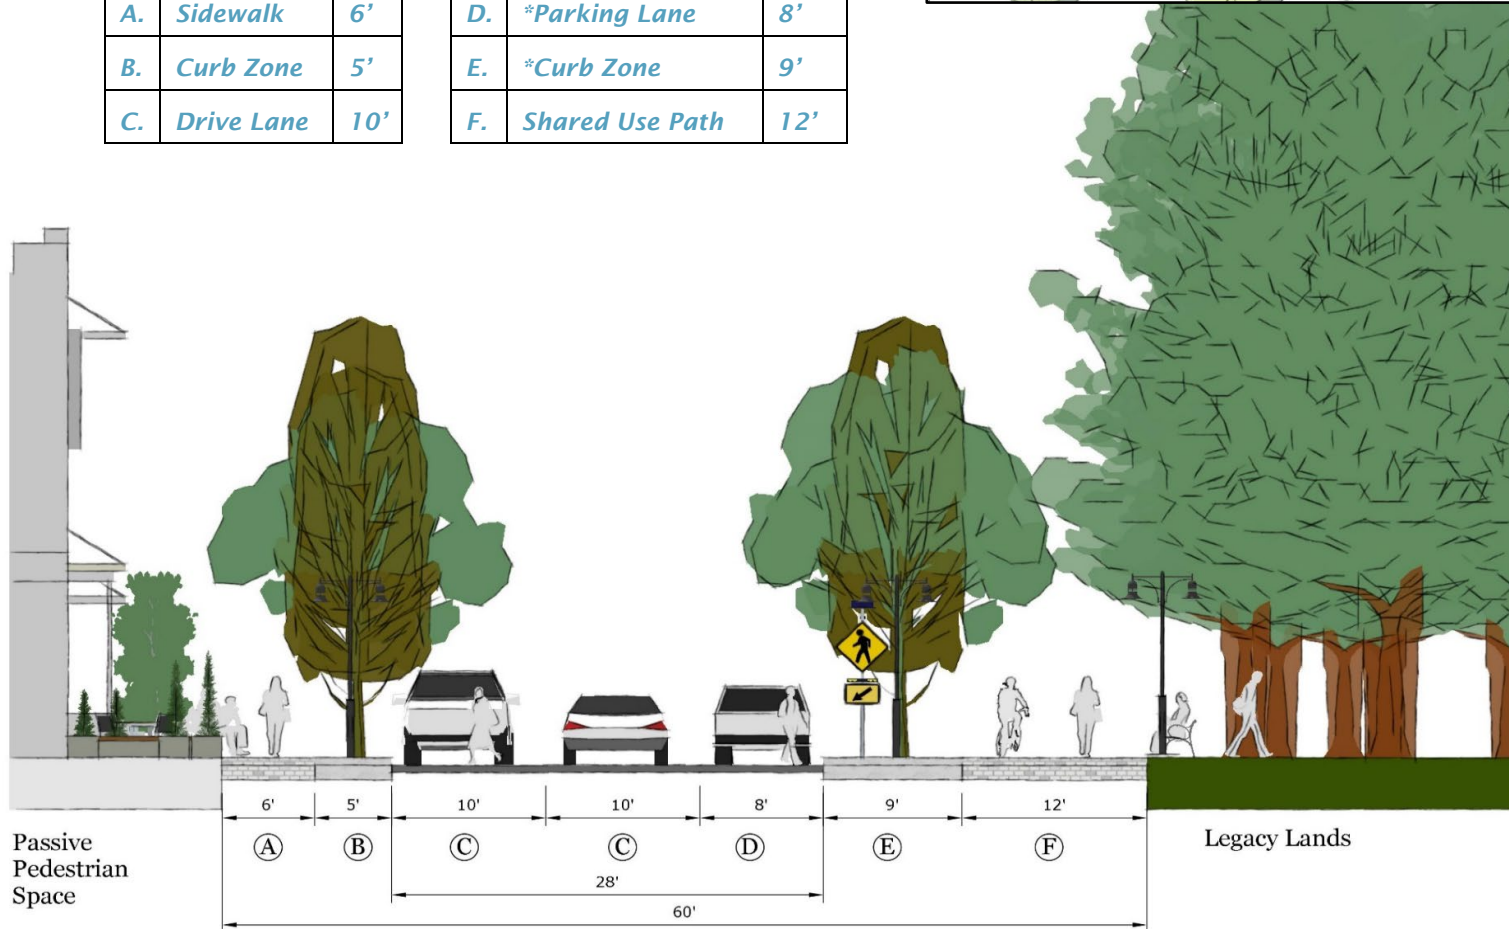 A. Sidewalk 6’
B. Curb Zone 5’
C. Drive Lane 10’
D. *Parking Lane 8’
E. *Curb Zone 9’
F. Shared Use Path 12’
6' 5' 10' 10' 8' 9' 12'
A B C C D E F
28'
60'
Passive
Pedestrian
Space
Legacy Lands